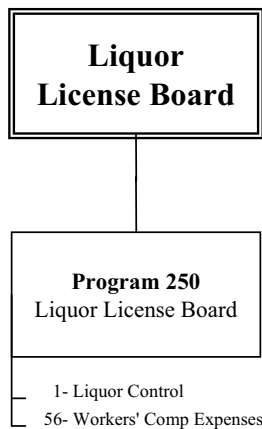 Liquor
License Board
Program 250
Liquor License Board
1- Liquor Control
56- Workers' Comp Expenses